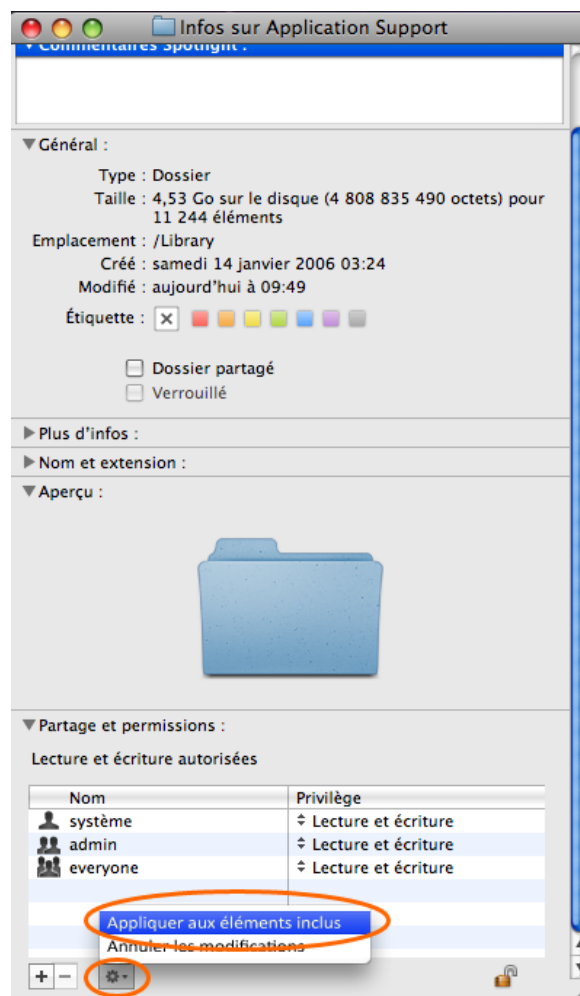 Infos sur Application Support
Commentaires Spotlight :
Général :
Type : Dossier
Taille : 4,53 Go sur le disque (4 808 835 490 octets) pour
11 244 éléments
Emplacement : /Library
Créé : samedi 14 janvier 2006 03:24
Modifié : aujourd'hui à 09:49
Étiquette :
Dossier partagé
Verrouillé
Plus d'infos :
Nom et extension :
Aperçu :
Partage et permissions :
Lecture et écriture autorisées
Nom Privilège
système Lecture et écriture
admin Lecture et écriture
everyone Lecture et écriture
Appliquer aux éléments inclus
Annuler les modifications